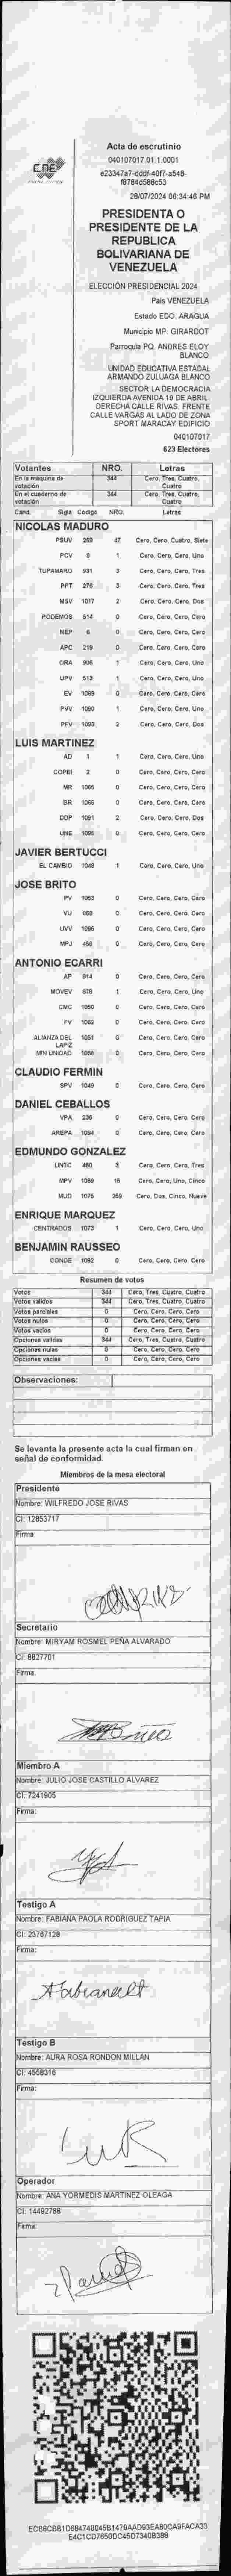 CNE
Acta de escrutinio
040107017.01.1.0001
28/07/2024 06:34:46 PM
PRESIDENTA O
PRESIDENTE DE LA
REPUBLICA
BOLIVARIANA DE
VENEZUELA
ELECCIÓN PRESIDENCIAL 2024
País VENEZUELA
Estado EDO. ARAGUA
Municipio MP. GIRARDOT
Parroquia PQ. ANDRES ELOY
BLANCO
UNIDAD EDUCATIVA ESTADAL
ARMANDO ZULUAGA BLANCO
SECTOR LA DEMOCRACIA
IZQUIERDA AVENIDA 19 DE ABRIL.
DERECHA CALLE RIVAS. FRENTE
CALLE VARGAS AL LADO DE ZONA
SPORT MARACAY EDIFICIO
040107017
623 Electores
Votantes NRO. Letras
En la máquina de votación 344 Cero, Tres, Cuatro, Cuatro
En el cuaderno de votación 344 Cero, Tres, Cuatro, Cuatro
Cand. Sigla Código NRO. Letras
NICOLAS MADURO
PSUV 269 47 Cero, Cero, Cuatro, Siete
PCV 9 1 Cero, Cero, Cero, Uno
TUPAMARO 931 3 Cero, Cero, Cero, Tres
PPT 276 3 Cero, Cero, Cero, Tres
MSV 1017 2 Cero, Cero, Cero, Dos
PODEMOS 514 0 Cero, Cero, Cero, Cero
MEP 6 0 Cero, Cero, Cero, Cero
APC 219 0 Cero, Cero, Cero, Cero
ORA 906 1 Cero, Cero, Cero, Uno
UPV 513 1 Cero, Cero, Cero, Uno
EV 1089 0 Cero, Cero, Cero, Cero
PVV 1090 1 Cero, Cero, Cero, Uno
PFV 1093 2 Cero, Cero, Cero, Dos
LUIS MARTINEZ
AD 1 1 Cero, Cero, Cero, Uno
COPEI 2 0 Cero, Cero, Cero, Cero
MR 1065 0 Cero, Cero, Cero, Cero
BR 1066 0 Cero, Cero, Cero, Cero
DDP 1091 2 Cero, Cero, Cero, Dos
UNE 1096 0 Cero, Cero, Cero, Cero
JAVIER BERTUCCI
EL CAMBIO 1048 1 Cero, Cero, Cero, Uno
JOSE BRITO
PV 1053 0 Cero, Cero, Cero, Cero
VU 868 0 Cero, Cero, Cero, Cero
UVV 1096 0 Cero, Cero, Cero, Cero
MPJ 456 0 Cero, Cero, Cero, Cero
ANTONIO ECARRI
AP 914 0 Cero, Cero, Cero, Cero
MOVEV 978 1 Cero, Cero, Cero, Uno
CMC 1050 0 Cero, Cero, Cero, Cero
FV 1062 0 Cero, Cero, Cero, Cero
ALIANZA DEL LAPIZ 1051 0 Cero, Cero, Cero, Cero
MIN UNIDAD 1066 0 Cero, Cero, Cero, Cero
CLAUDIO FERMIN
SPV 1049 0 Cero, Cero, Cero, Cero
DANIEL CEBALLOS
VPA 236 0 Cero, Cero, Cero, Cero
AREPA 1094 0 Cero, Cero, Cero, Cero
EDMUNDO GONZALEZ
UNTC 460 3 Cero, Cero, Cero, Tres
MPV 1069 15 Cero, Cero, Uno, Cinco
MUD 1075 259 Cero, Dos, Cinco, Nueve
ENRIQUE MARQUEZ
CENTRADOS 1073 1 Cero, Cero, Cero, Uno
BENJAMIN RAUSSEO
CONDE 1092 0 Cero, Cero, Cero, Cero
Resumen de votos
Votos 344 Cero, Tres, Cuatro, Cuatro
Votos validos 344 Cero, Tres, Cuatro, Cuatro
Votos parciales 0 Cero, Cero, Cero, Cero
Votos nulos 0 Cero, Cero, Cero, Cero
Votos vacios 0 Cero, Cero, Cero, Cero
Opciones validas 344 Cero, Tres, Cuatro, Cuatro
Opciones nulas 0 Cero, Cero, Cero, Cero
Opciones vacias 0 Cero, Cero, Cero, Cero
Observaciones:
Se levanta la presente acta la cual firman en
señal de conformidad.
Miembros de la mesa electoral
Presidente
Nombre: WILFREDO JOSE RIVAS
CI: 12853717
Firma:
Secretario
Nombre: MIRYAM ROSMEL PEÑA ALVARADO
CI: 8827701
Firma:
Miembro A
Nombre: JULIO JOSE CASTILLO ALVAREZ
CI: 7241905
Firma:
Testigo A
Nombre: FABIANA PAOLA RODRIGUEZ TAPIA
CI: 23787128
Firma:
Testigo B
Nombre: AURA ROSA RONDON MILLAN
CI: 4568316
Firma:
Operador
Nombre: ANA YORMEDIS MARTINEZ OLEAGA
CI: 14492788
Firma: